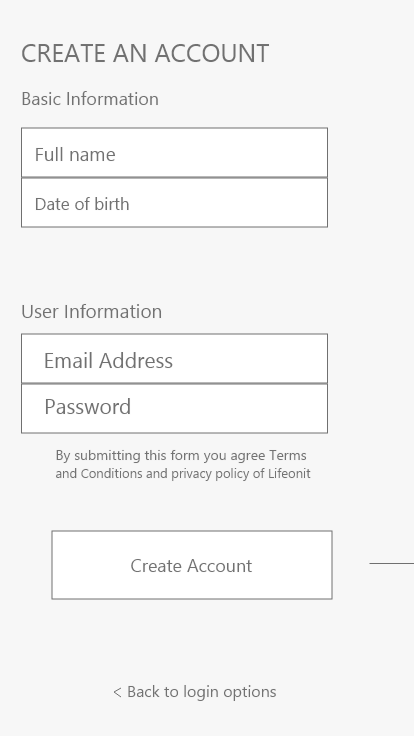 CREATE AN ACCOUNT
Basic Information
Full name
Date of birth
User Information
Email Address
Password
By submitting this form you agree Terms
and Conditions and privacy policy of Lifeonit
Create Account
< Back to login options